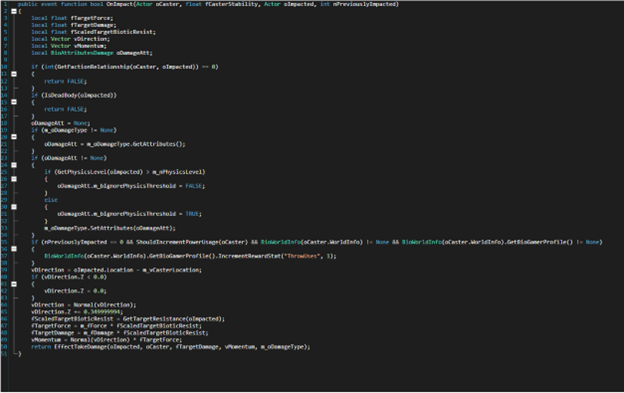 1 public event function bool OnImpact(Actor oCaster, float fCasterStability, Actor oImpacted, int nPreviouslyImpacted)
2 {
3 local float fTargetForce;
4 local float fTargetDamage;
5 local float fScaledTargetBioticResist;
6 local Vector vDirection;
7 local Vector vMomentum;
8 local BioAttributesDamage oDamageAtt;
9
10 if (int(GetFactionRelationship(oCaster, oImpacted)) == 0)
11 {
12 return FALSE;
13 }
14 if (IsDeadBody(oImpacted))
15 {
16 return FALSE;
17 }
18 oDamageAtt = None;
19 if (m_oDamageType != None)
20 {
21 oDamageAtt = m_oDamageType.GetAttributes();
22 }
23 if (oDamageAtt != None)
24 {
25 if (GetPhysicsLevel(oImpacted) > m_nPhysicsLevel)
26 {
27 oDamageAtt.m_bIgnorePhysicsThreshold = FALSE;
28 }
29 else
30 {
31 oDamageAtt.m_bIgnorePhysicsThreshold = TRUE;
32 }
33 m_oDamageType.SetAttributes(oDamageAtt);
34 }
35 if (nPreviouslyImpacted == 0 && ShouldIncrementPowerUsage(oCaster) && BioWorldInfo(oCaster.WorldInfo) != None && BioWorldInfo(oCaster.WorldInfo).GetBioGamerProfile() != None)
36 {
37 BioWorldInfo(oCaster.WorldInfo).GetBioGamerProfile().IncrementRewardStat("ThrowUses", 1);
38 }
39 vDirection = oImpacted.Location - m_vCasterLocation;
40 if (vDirection.Z < 0.0)
41 {
42 vDirection.Z = 0.0;
43 }
44 vDirection = Normal(vDirection);
45 vDirection.Z += 0.349999994;
46 fScaledTargetBioticResist = GetTargetResistance(oImpacted);
47 fTargetForce = m_fForce * fScaledTargetBioticResist;
48 fTargetDamage = m_fDamage * fScaledTargetBioticResist;
49 vMomentum = Normal(vDirection) * fTargetForce;
50 return EffectTakeDamage(oImpacted, oCaster, fTargetDamage, vMomentum, m_oDamageType);
51 }